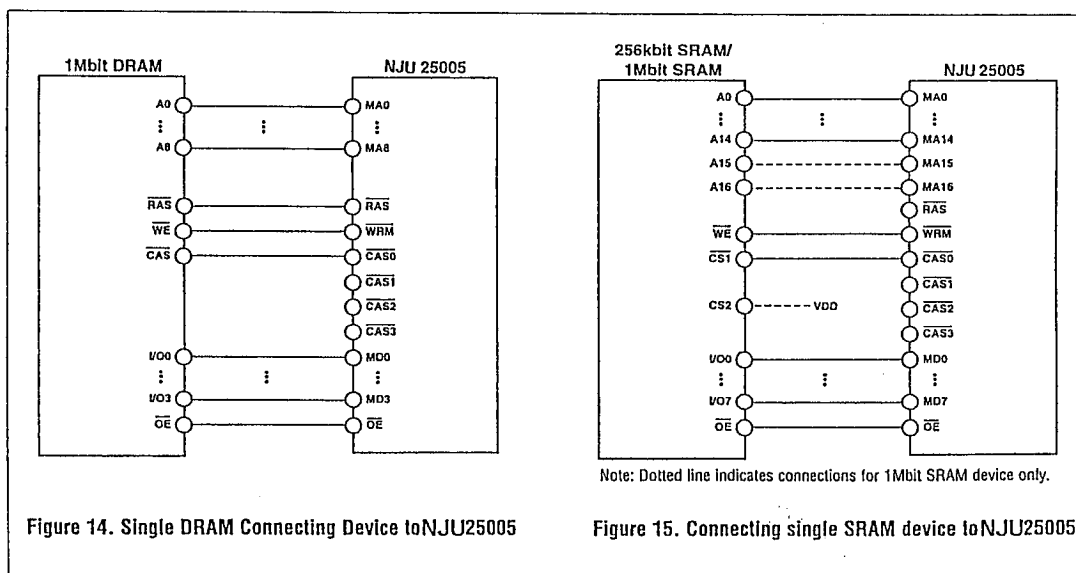 1Mbit DRAM
NJU 25005
A0
MA0
A8
MA8
RAS
RAS
WE
WRM
CAS
CAS0
CAS1
CAS2
CAS3
I/O0
MD0
I/O3
MD3
OE
OE
Figure 14. Single DRAM Connecting Device toNJU25005
256kbit SRAM/
1Mbit SRAM
NJU 25005
A0
MA0
A14
MA14
A15
MA15
A16
MA16
RAS
WE
WRM
CS1
CAS0
CAS1
CS2
VDD
CAS2
CAS3
I/O0
MD0
I/O7
MD7
OE
OE
Note: Dotted line indicates connections for 1Mbit SRAM device only.
Figure 15. Connecting single SRAM device toNJU25005